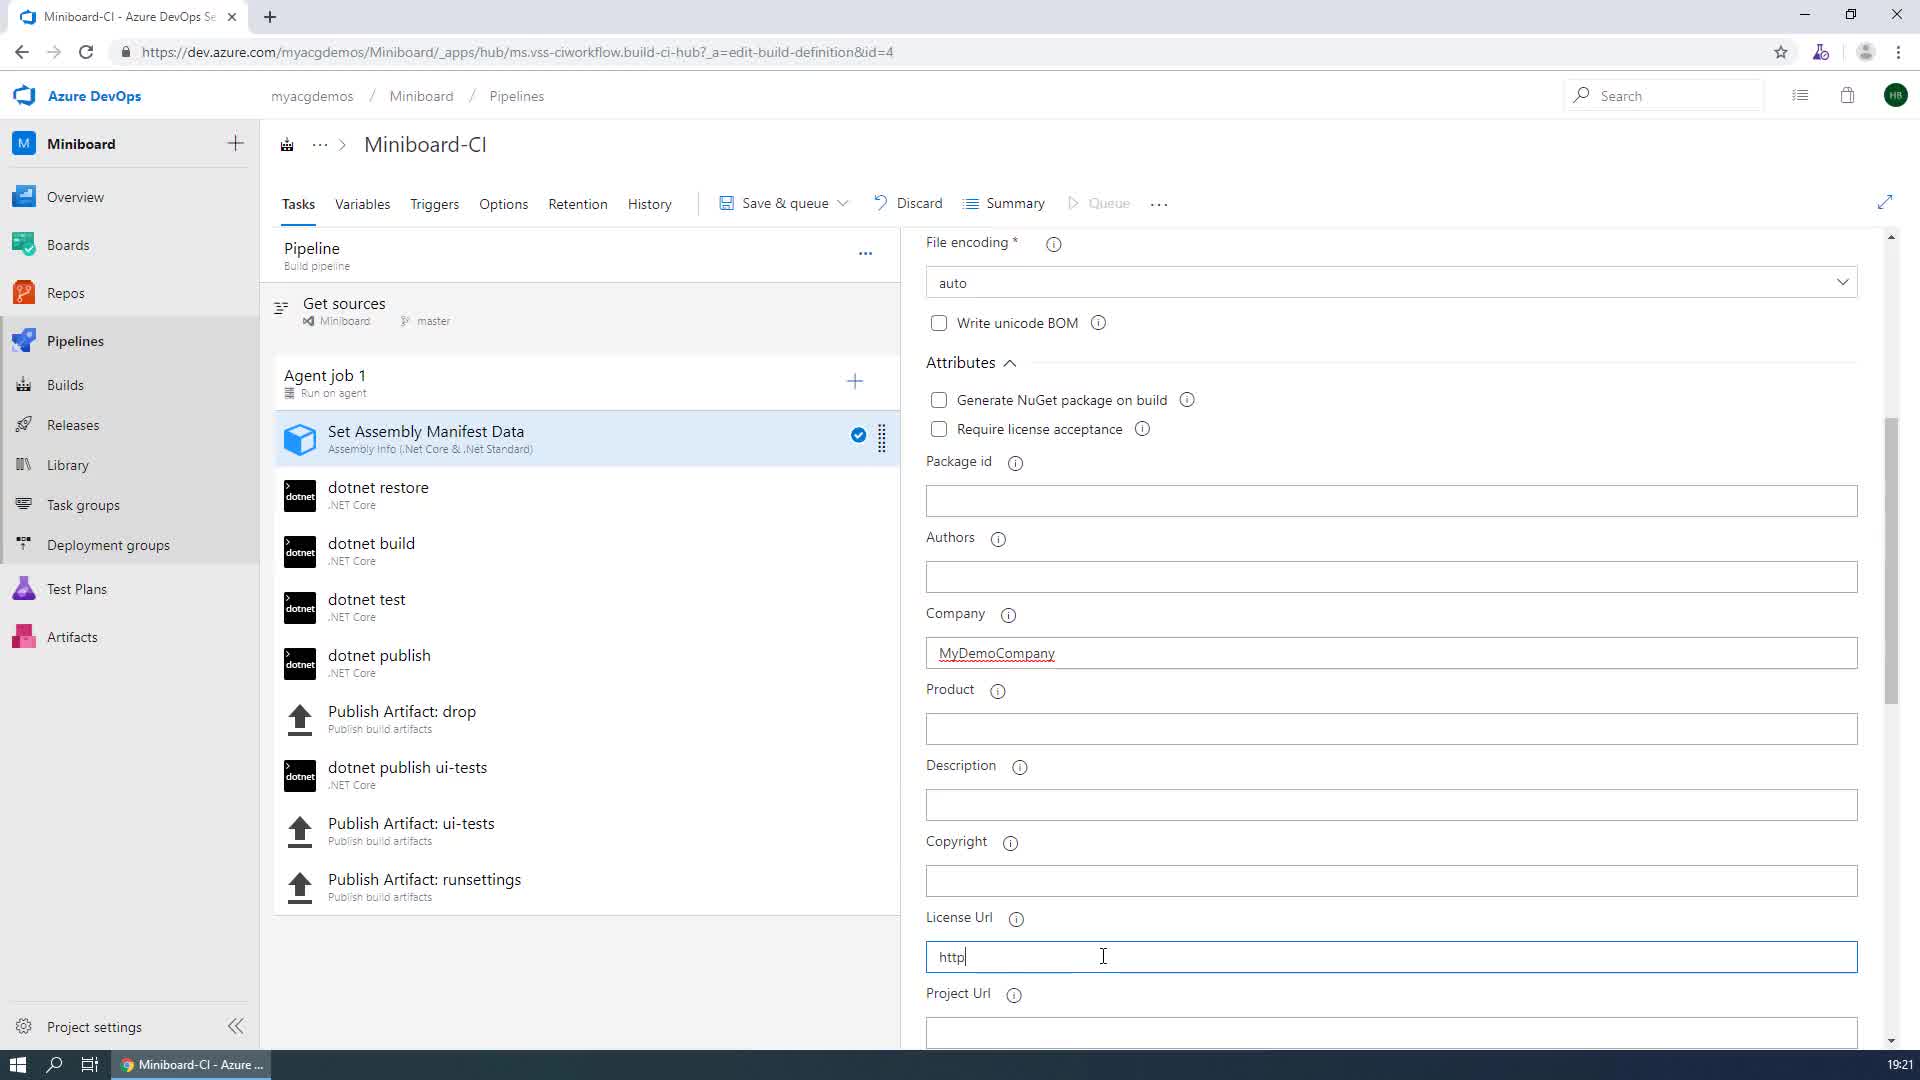 Miniboard-CI - Azure DevOps Se
https://dev.azure.com/myacgdemos/Miniboard/_apps/hub/ms.vss-ciworkflow.build-ci-hub?_a=edit-build-definition&id=4
Azure DevOps
myacgdemos / Miniboard / Pipelines
Search
HB
M Miniboard
Miniboard-CI
Overview
Boards
Repos
Pipelines
Builds
Releases
Library
Task groups
Deployment groups
Test Plans
Artifacts
Project settings
Tasks Variables Triggers Options Retention History Save & queue Discard Summary Queue
Pipeline
Build pipeline
Get sources
Miniboard master
Agent job 1
Run on agent
Set Assembly Manifest Data
Assembly Info (.Net Core & .Net Standard)
dotnet dotnet restore
.NET Core
dotnet dotnet build
.NET Core
dotnet dotnet test
.NET Core
dotnet dotnet publish
.NET Core
Publish Artifact: drop
Publish build artifacts
dotnet dotnet publish ui-tests
.NET Core
Publish Artifact: ui-tests
Publish build artifacts
Publish Artifact: runsettings
Publish build artifacts
File encoding *
auto
Write unicode BOM
Attributes
Generate NuGet package on build
Require license acceptance
Package id
Authors
Company
MyDemoCompany
Product
Description
Copyright
License Url
http
Project Url
Miniboard-CI - Azure ...
19:21